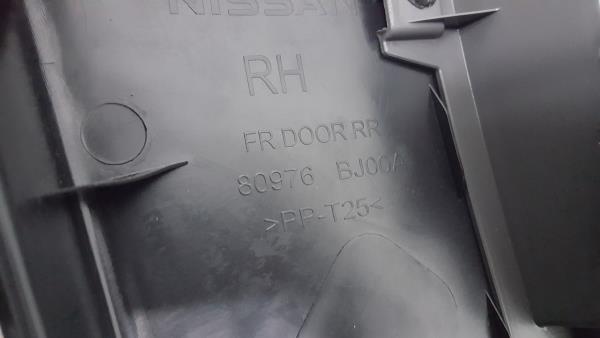 NISSAN
RH
FR DOOR RR
80976 BJ00A
>PP-T25<